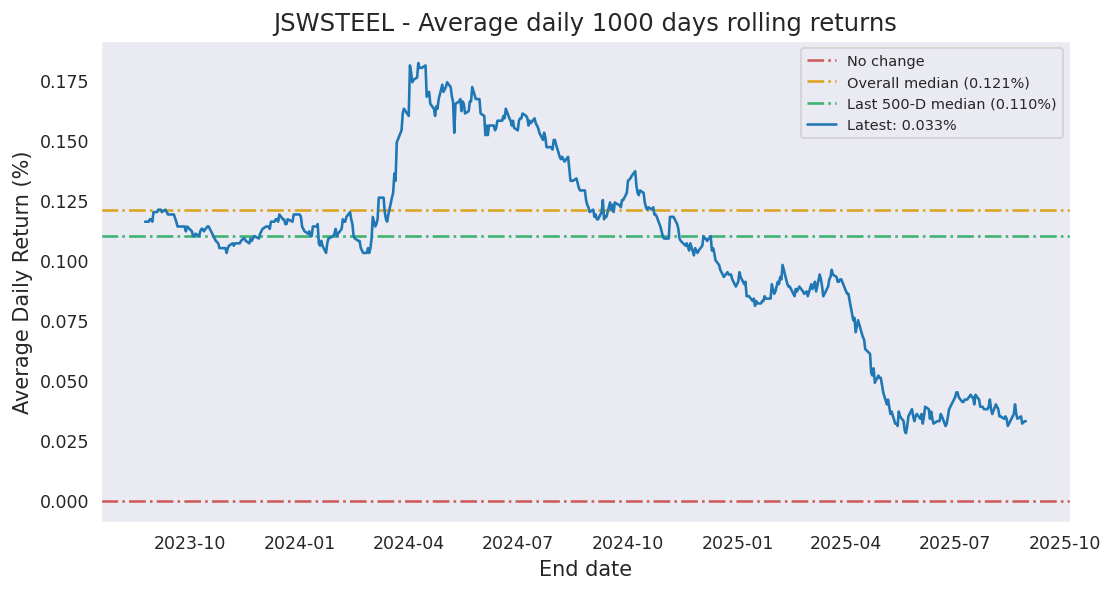 JSWSTEEL - Average daily 1000 days rolling returns
No change
Overall median (0.121%)
Last 500-D median (0.110%)
Latest: 0.033%
Average Daily Return (%)
0.175
0.150
0.125
0.100
0.075
0.050
0.025
0.000
2023-10 2024-01 2024-04 2024-07 2024-10 2025-01 2025-04 2025-07 2025-10
End date